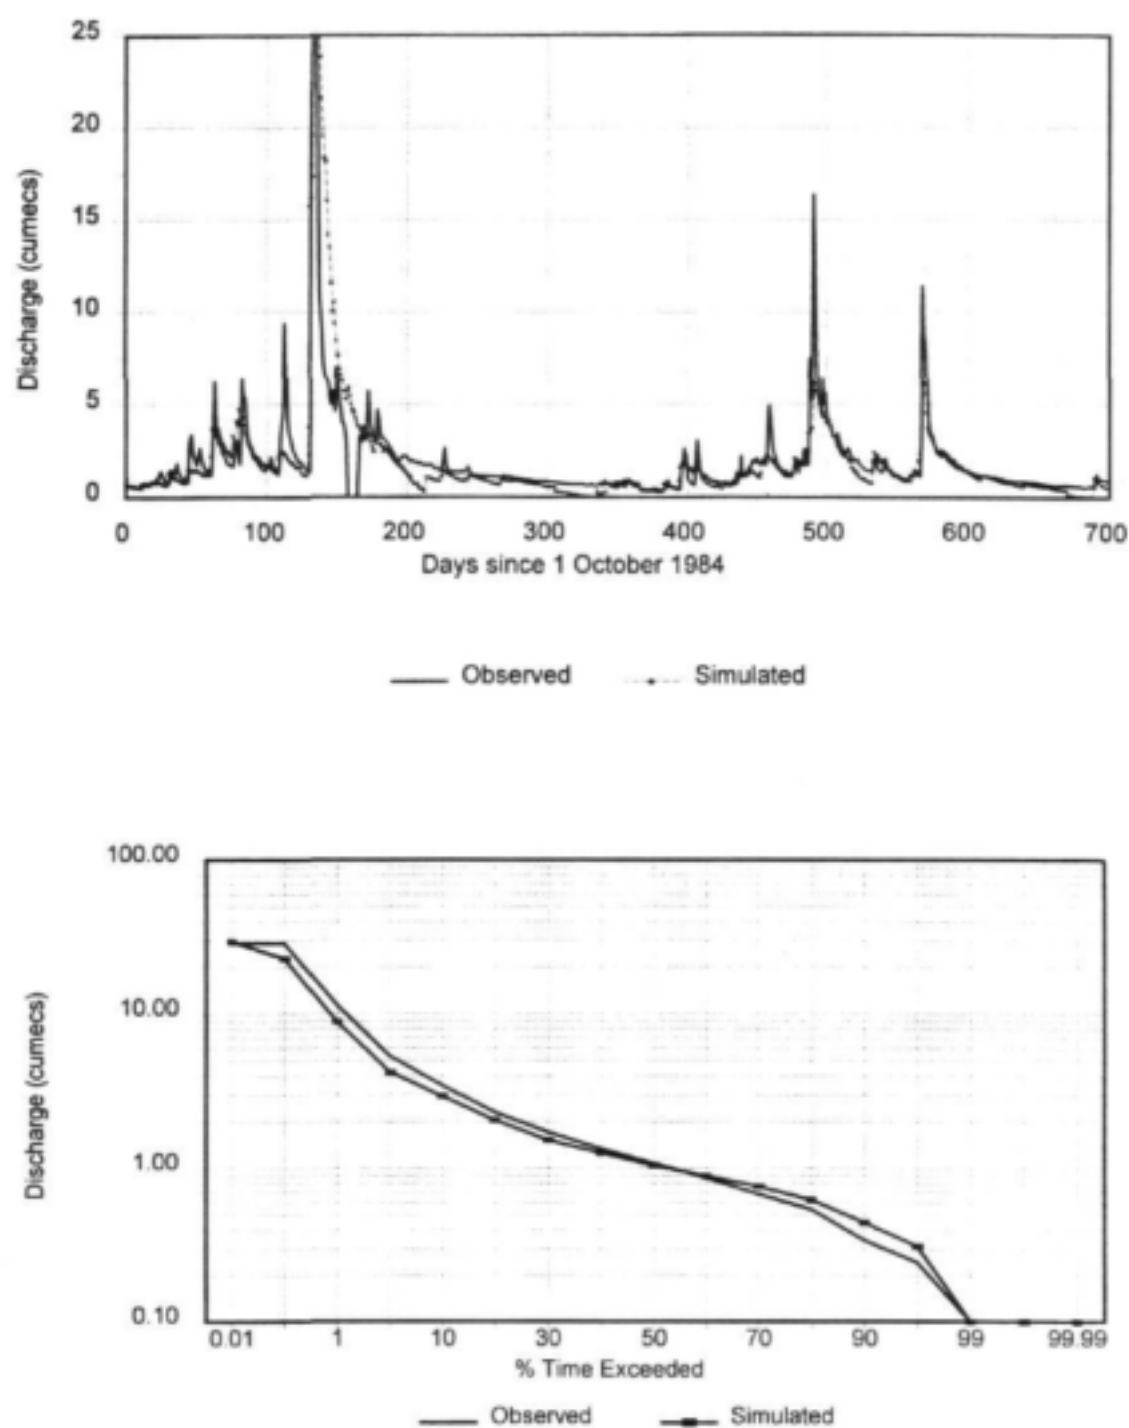 25
20
15
10
5
0
Discharge (cumecs)
0 100 200 300 400 500 600 700
Days since 1 October 1984
Observed Simulated
100.00
10.00
1.00
0.10
Discharge (cumecs)
0.01 1 10 30 50 70 90 99 99.99
% Time Exceeded
Observed Simulated